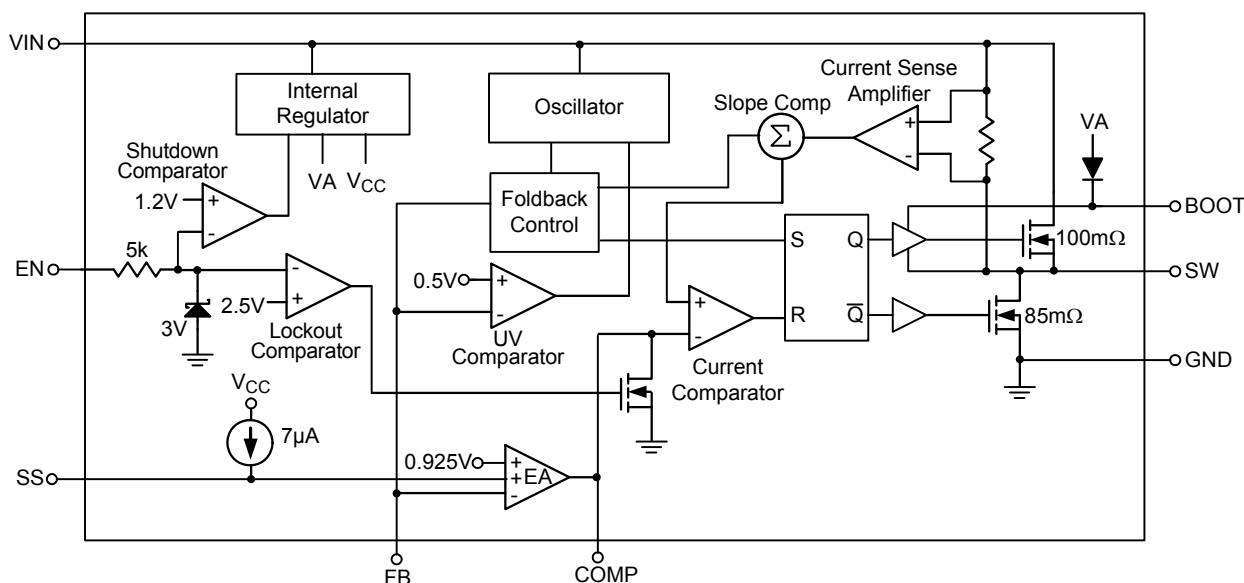 VIN
Internal
Regulator
Oscillator
Slope Comp
Current Sense
Amplifier
Σ
+
-
VA
Shutdown
Comparator
1.2V
+
-
VA
VCC
Foldback
Control
BOOT
S
Q
100mΩ
EN
5k
-
2.5V
+
3V
Lockout
Comparator
0.5V
+
-
UV
Comparator
+
-
Current
Comparator
R
Q
85mΩ
SW
GND
VCC
7µA
SS
0.925V
+
+
-
EA
FB
COMP